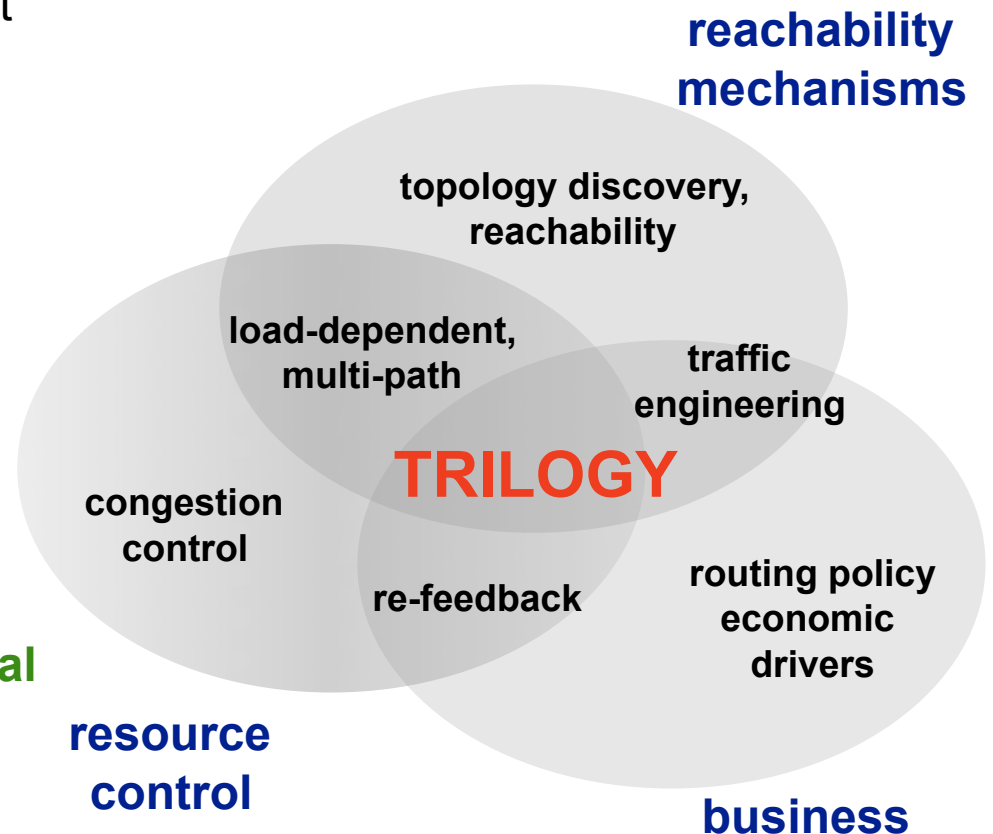 reachability
mechanisms
topology discovery,
reachability
load-dependent,
multi-path
traffic
engineering
TRILOGY
congestion
control
re-feedback
routing policy
economic
drivers
al
resource
control
business